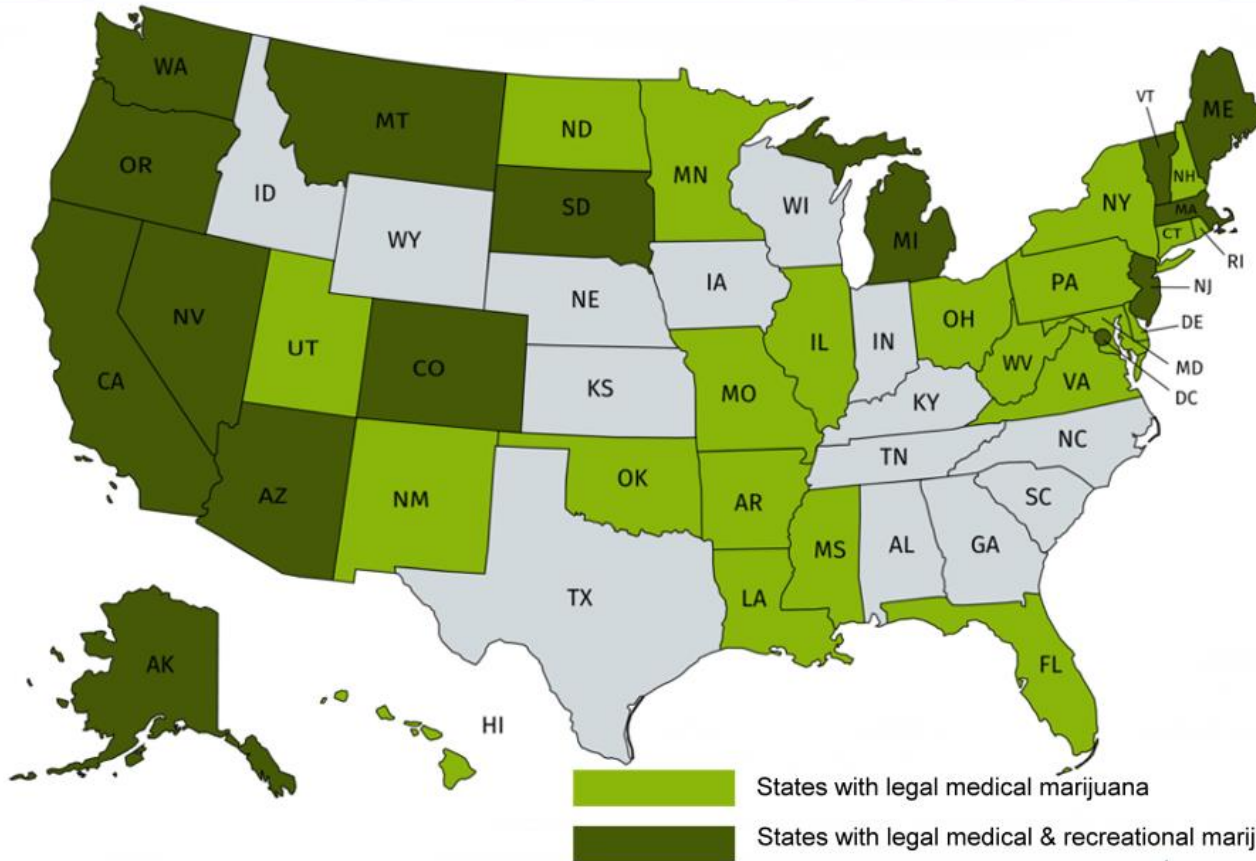 WA
MT
ND
MN
VT
ME
OR
ID
SD
WI
NY
NH
MA
WY
MI
CT
RI
NE
IA
PA
NJ
NV
UT
CO
IL
IN
OH
DE
CA
KS
MO
WV
VA
MD
KY
DC
AZ
NM
OK
TN
NC
AR
SC
MS
AL
GA
TX
LA
AK
FL
HI
States with legal medical marijuana
States with legal medical & recreational marij